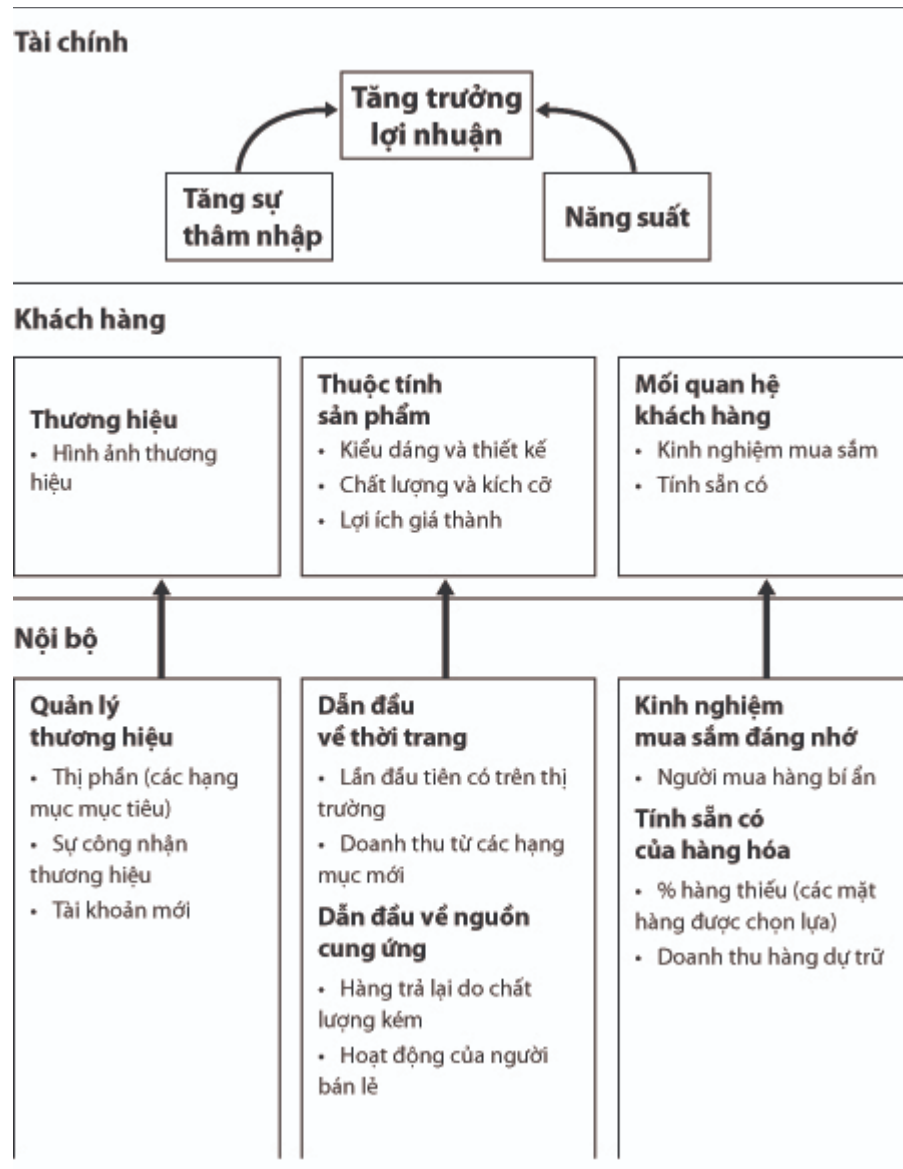 Tài chính
Tăng trưởng
lợi nhuận
Tăng sự
thâm nhập
Năng suất
Khách hàng
Thương hiệu
• Hình ảnh thương
hiệu
Thuộc tính
sản phẩm
• Kiểu dáng và thiết kế
• Chất lượng và kích cỡ
• Lợi ích giá thành
Mối quan hệ
khách hàng
• Kinh nghiệm mua sắm
• Tính sẵn có
Nội bộ
Quản lý
thương hiệu
• Thị phần (các hạng
mục mục tiêu)
• Sự công nhận
thương hiệu
• Tài khoản mới
Dẫn đầu
về thời trang
• Lần đầu tiên có trên thị
trường
• Doanh thu từ các hạng
mục mới
Dẫn đầu về nguồn
cung ứng
• Hàng trả lại do chất
lượng kém
• Hoạt động của người
bán lẻ
Kinh nghiệm
mua sắm đáng nhớ
• Người mua hàng bí ẩn
Tính sẵn có
của hàng hóa
• % hàng thiếu (các mặt
hàng được chọn lựa)
• Doanh thu hàng dự trữ